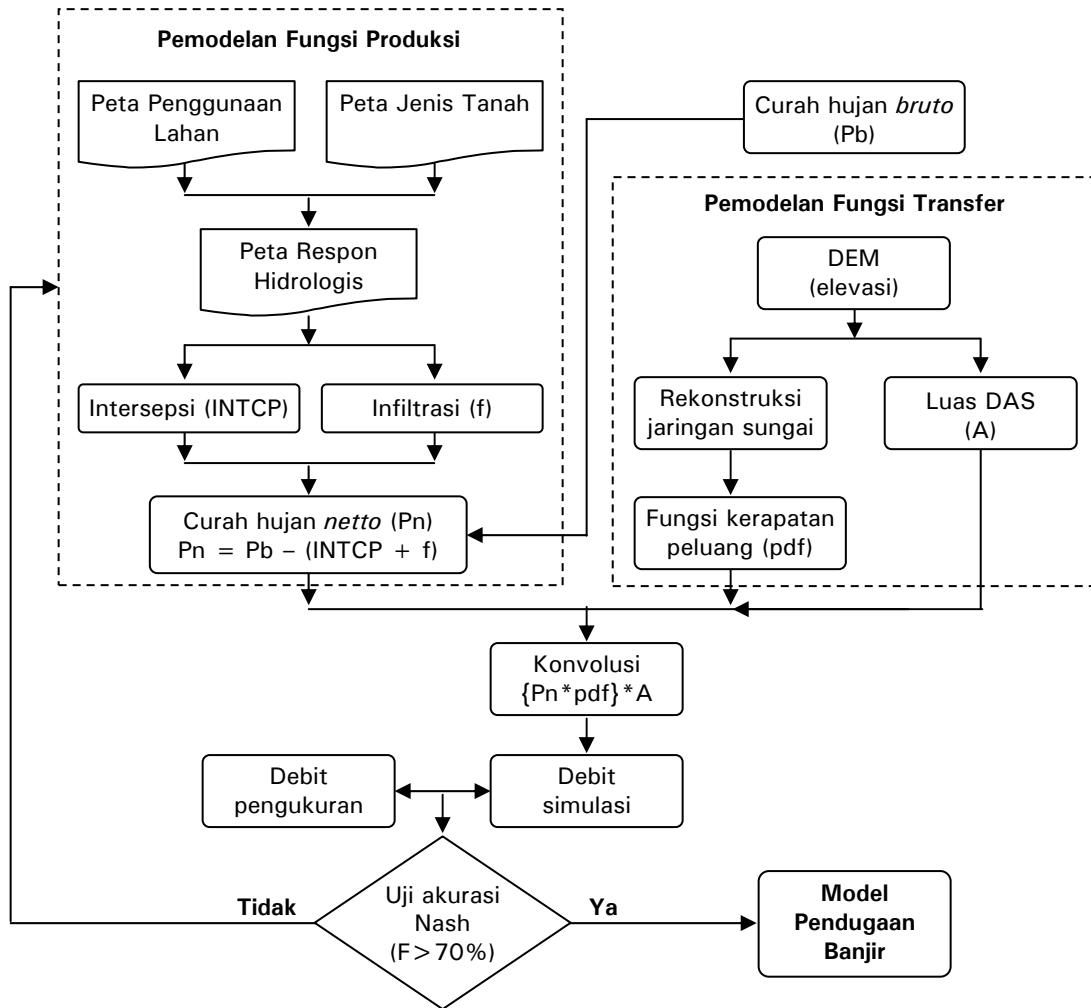 Pemodelan Fungsi Produksi
Peta Penggunaan
Lahan
Peta Jenis Tanah
Curah hujan bruto
(Pb)
Pemodelan Fungsi Transfer
Peta Respon
Hidrologis
DEM
(elevasi)
Intersepsi (INTCP)
Infiltrasi (f)
Rekonstruksi
jaringan sungai
Luas DAS
(A)
Curah hujan netto (Pn)
Pn = Pb – (INTCP + f)
Fungsi kerapatan
peluang (pdf)
Konvolusi
{Pn*pdf}*A
Debit
pengukuran
Debit
simulasi
Uji akurasi
Nash
(F>70%)
Tidak
Ya
Model
Pendugaan
Banjir